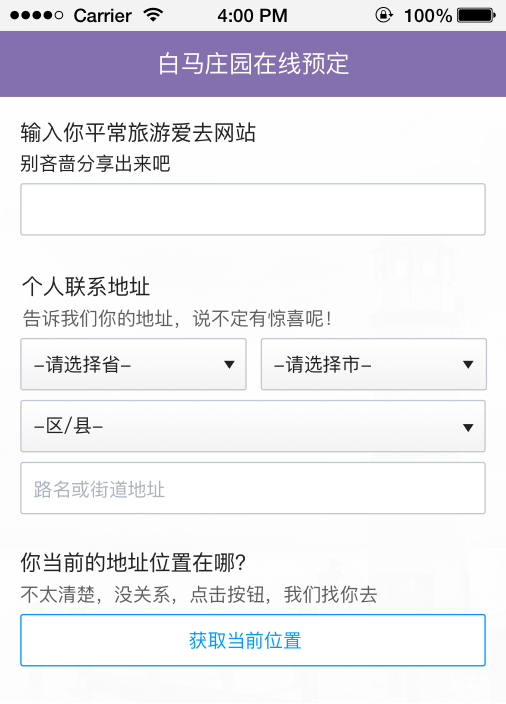 Carrier 4:00 PM 100%
白马庄园在线预定
输入你平常旅游爱去网站
别吝啬分享出来吧
个人联系地址
告诉我们你的地址，说不定有惊喜呢！
-请选择省- -请选择市-
-区/县-
路名或街道地址
你当前的地址位置在哪？
不太清楚，没关系，点击按钮，我们找你去
获取当前位置